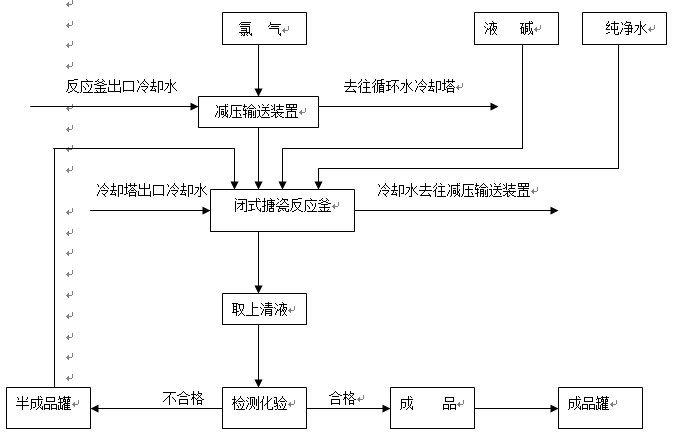 氯 气
液 碱
纯净水
反应釜出口冷却水
减压输送装置
去往循环水冷却塔
冷却塔出口冷却水
闭式搪瓷反应釜
冷却水去往减压输送装置
取上清液
半成品罐
不合格
检测化验
合格
成 品
成品罐